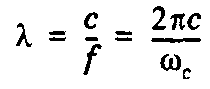 λ = c/f = 2πc/ω_c